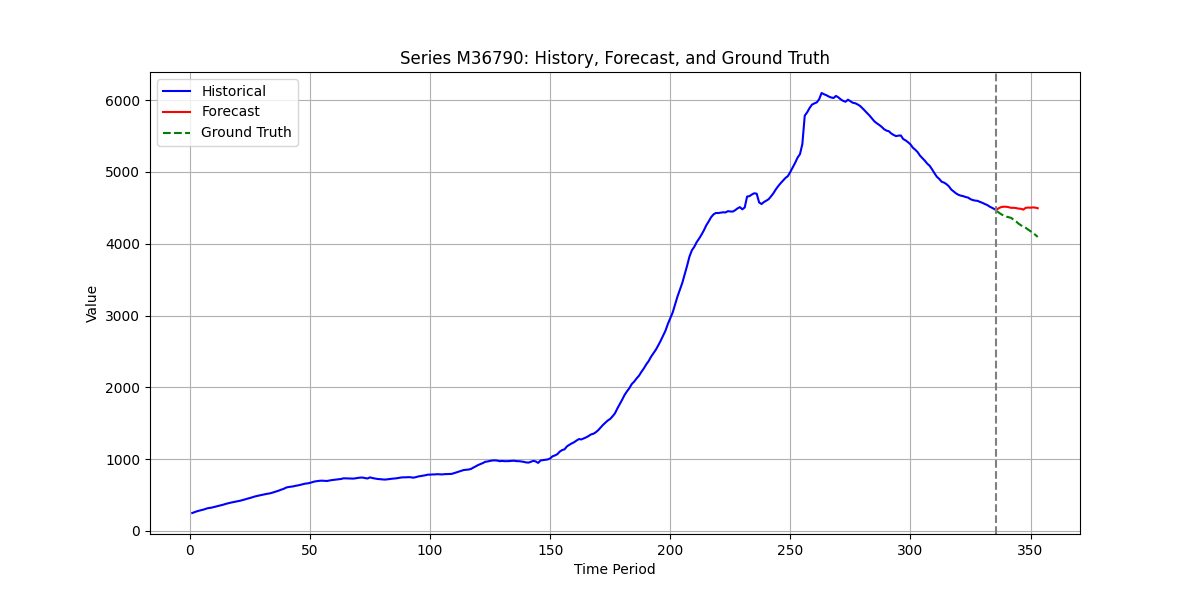 Series M36790: History, Forecast, and Ground Truth
Historical
Forecast
Ground Truth
6000
5000
4000
3000
2000
1000
0
Value
0 50 100 150 200 250 300 350
Time Period